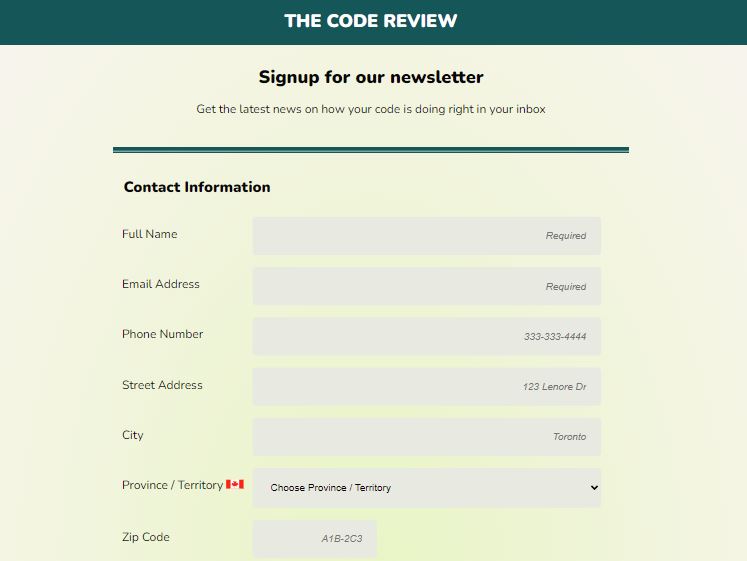 THE CODE REVIEW
Signup for our newsletter
Get the latest news on how your code is doing right in your inbox
Contact Information
Full Name Required
Email Address Required
Phone Number 333-333-4444
Street Address 123 Lenore Dr
City Toronto
Province / Territory Choose Province / Territory
Zip Code A1B-2C3